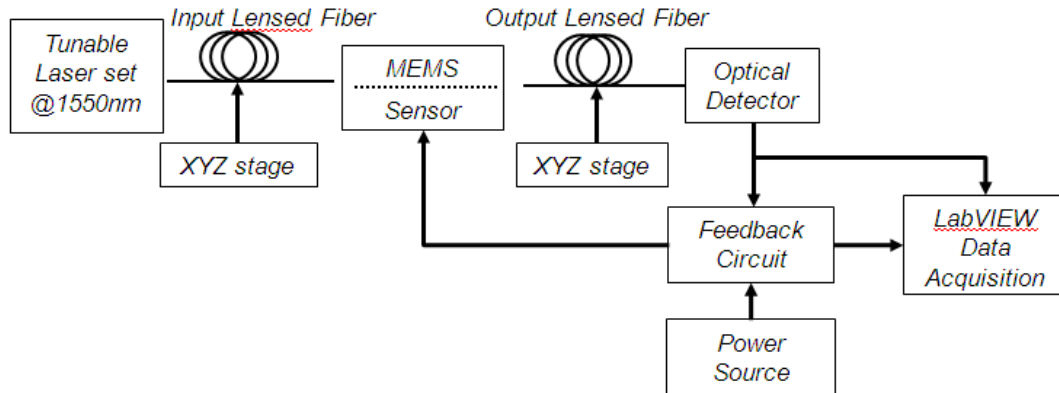 Input Lensed Fiber
Output Lensed Fiber
Tunable
Laser set
@1550nm
MEMS
Sensor
Optical
Detector
XYZ stage
XYZ stage
Feedback
Circuit
LabVIEW
Data
Acquisition
Power
Source